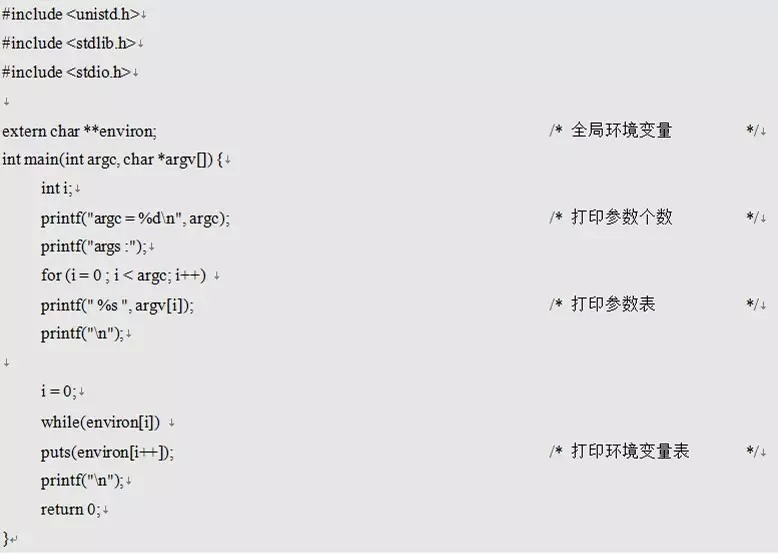 #include <unistd.h>↓
#include <stdlib.h>↓
#include <stdio.h>↓
↓
extern char **environ; /* 全局环境变量 */↓
int main(int argc, char *argv[]) {↓
int i;↓
printf("argc = %d\n", argc); /* 打印参数个数 */↓
printf("args :");↓
for (i = 0 ; i < argc; i++) ↓
printf(" %s ", argv[i]); /* 打印参数表 */↓
printf("\n");↓
↓
i = 0;↓
while(environ[i]) ↓
puts(environ[i++]); /* 打印环境变量表 */↓
printf("\n");↓
return 0;↓
}↵